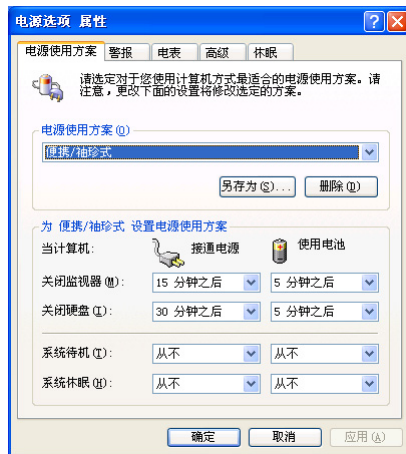 电源选项 属性
电源使用方案 警报 电表 高级 休眠
请选定对于您使用计算机方式最适合的电源使用方案。请
注意，更改下面的设置将修改选定的方案。
电源使用方案(O)
便携/袖珍式
另存为(S)... 删除(D)
为 便携/袖珍式 设置电源使用方案
当计算机: 接通电源 使用电池
关闭监视器(M): 15 分钟之后 5 分钟之后
关闭硬盘(I): 30 分钟之后 5 分钟之后
系统待机(T): 从不 从不
系统休眠(H): 从不 从不
确定 取消 应用(A)